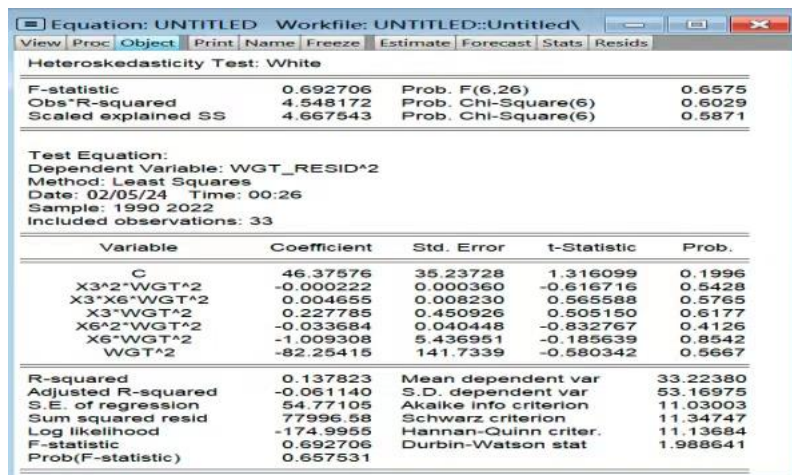 Equation: UNTITLED Workfile: UNTITLED::Untitled\
View Proc Object Print Name Freeze Estimate Forecast Stats Resids
Heteroskedasticity Test: White
F-statistic 0.692706 Prob. F(6,26) 0.6575
Obs*R-squared 4.548172 Prob. Chi-Square(6) 0.6029
Scaled explained SS 4.667543 Prob. Chi-Square(6) 0.5871
Test Equation:
Dependent Variable: WGT_RESID^2
Method: Least Squares
Date: 02/05/24 Time: 00:26
Sample: 1990 2022
Included observations: 33
Variable Coefficient Std. Error t-Statistic Prob.
C 46.37576 35.23728 1.316099 0.1996
X3^2*WGT^2 -0.000222 0.000360 -0.616716 0.5428
X3*X6*WGT^2 0.004655 0.008230 0.565588 0.5765
X3*WGT^2 0.227785 0.450926 0.505150 0.6177
X6^2*WGT^2 -0.033684 0.040448 -0.832767 0.4126
X6*WGT^2 -1.009308 5.436951 -0.185639 0.8542
WGT^2 -82.25415 141.7339 -0.580342 0.5667
R-squared 0.137823 Mean dependent var 33.22380
Adjusted R-squared -0.061140 S.D. dependent var 53.16975
S.E. of regression 54.77105 Akaike info criterion 11.03003
Sum squared resid 77996.58 Schwarz criterion 11.34747
Log likelihood -174.9955 Hannan-Quinn criter. 11.13684
F-statistic 0.692706 Durbin-Watson stat 1.988641
Prob(F-statistic) 0.657531